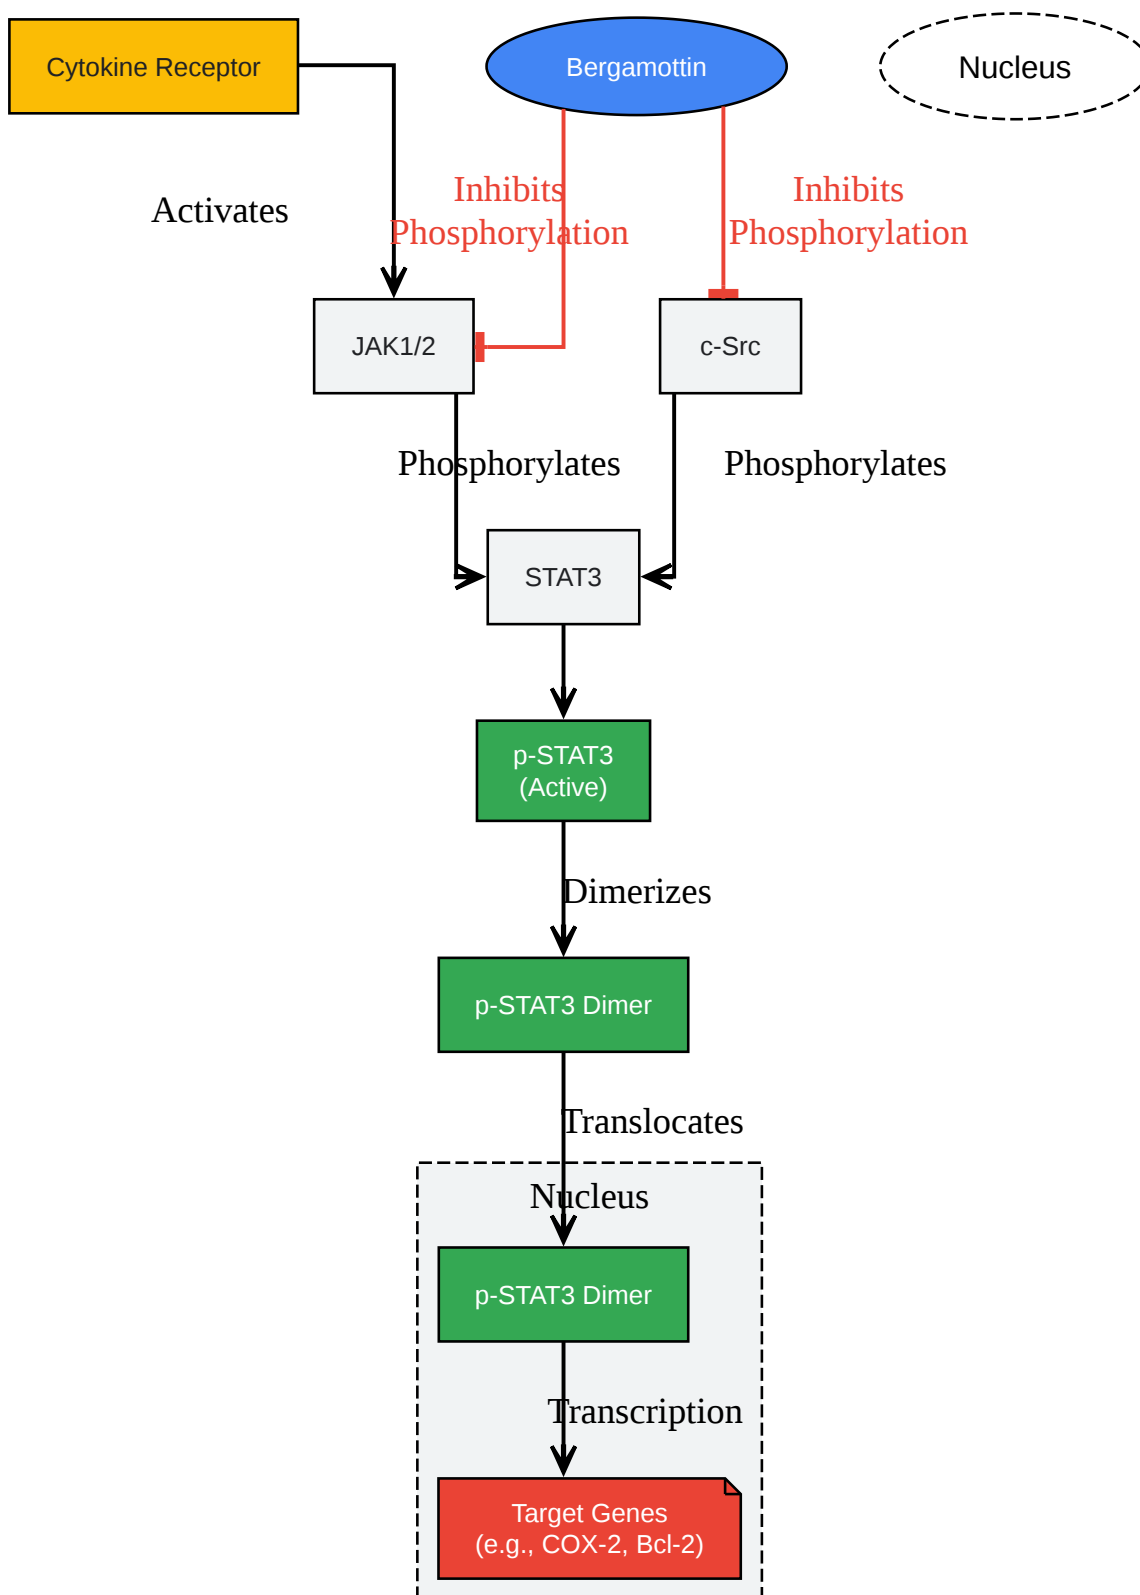 Cytokine Receptor
Bergamottin
Nucleus
Activates
Inhibits
Phosphorylation
Inhibits
Phosphorylation
JAK1/2
c-Src
Phosphorylates
Phosphorylates
STAT3
p-STAT3
(Active)
Dimerizes
p-STAT3 Dimer
Translocates
Nucleus
p-STAT3 Dimer
Transcription
Target Genes
(e.g., COX-2, Bcl-2)